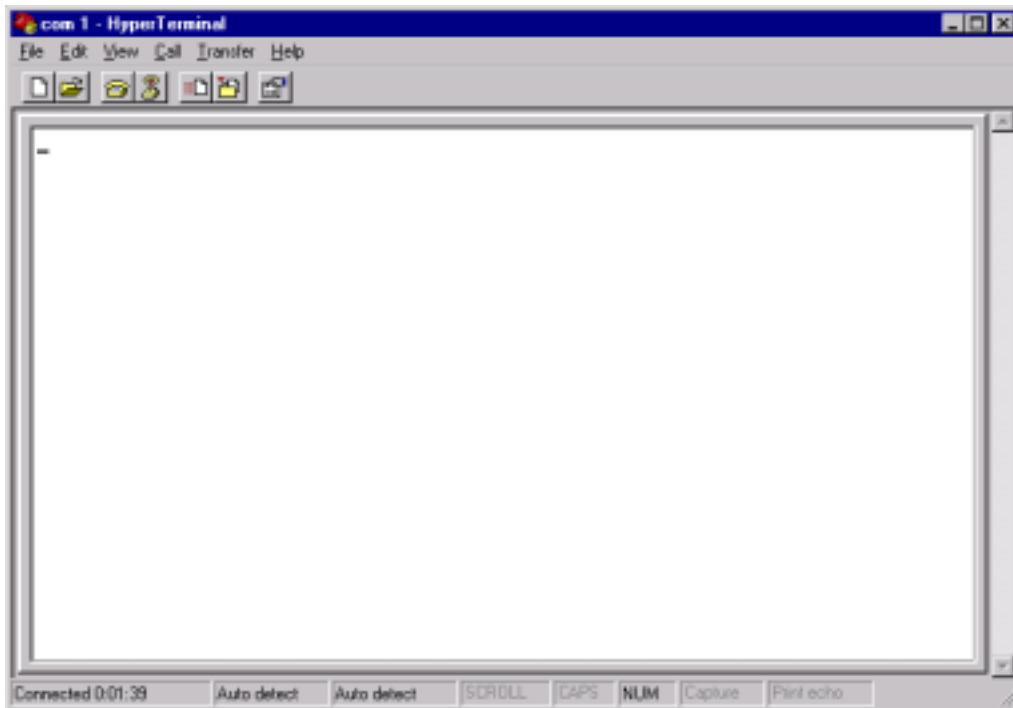 com 1 - HyperTerminal
File Edit View Call Transfer Help
Connected 0:01:39 Auto detect Auto detect SCROLL CAPS NUM Capture Print echo